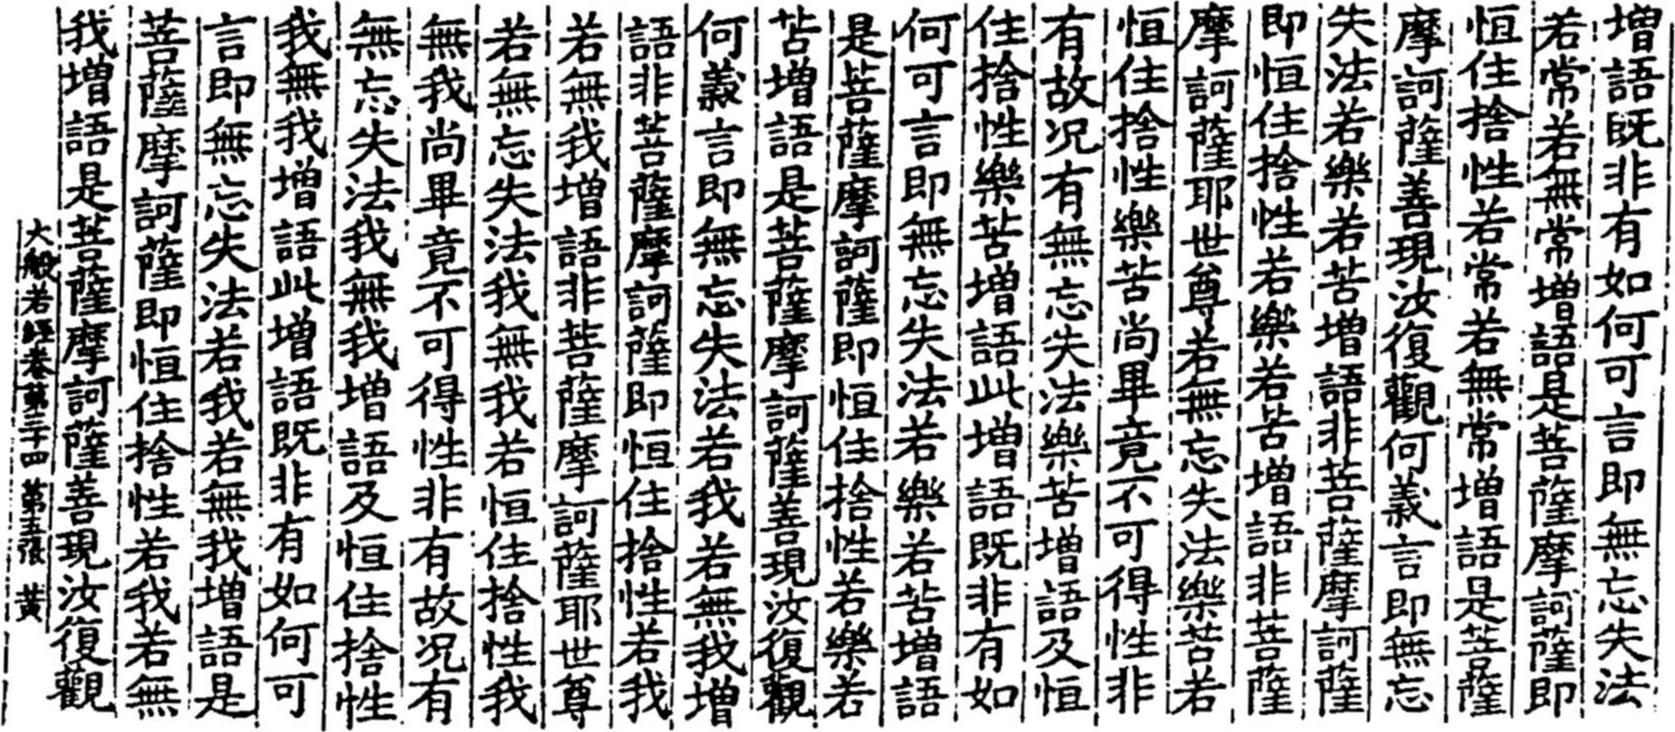 增語既非有如何可言即無忘失法
若常若無常增語是菩薩摩訶薩即
恒住捨性若常若無常增語是菩薩
摩訶薩善現汝復觀何義言即無忘
失法若樂若苦增語非菩薩摩訶薩
即恒住捨性若樂若苦增語非菩薩
摩訶薩耶世尊若無忘失法樂苦若
恒住捨性樂苦尚畢竟不可得性非
有故况有無忘失法樂苦增語及恒
住捨性樂苦增語此增語既非有如
何可言即無忘失法若樂若苦增語
是菩薩摩訶薩即恒住捨性若樂若
苦增語是菩薩摩訶薩善現汝復觀
何義言即無忘失法若我若無我增
語非菩薩摩訶薩即恒住捨性若我
若無我增語非菩薩摩訶薩耶世尊
若無忘失法我無我若恒住捨性我
無我尚畢竟不可得性非有故况有
無忘失法我無我增語及恒住捨性
我無我增語此增語既非有如何可
言即無忘失法若我若無我增語是
菩薩摩訶薩即恒住捨性若我若無
我增語是菩薩摩訶薩善現汝復觀
大般若經卷第二十四 第五張 黃